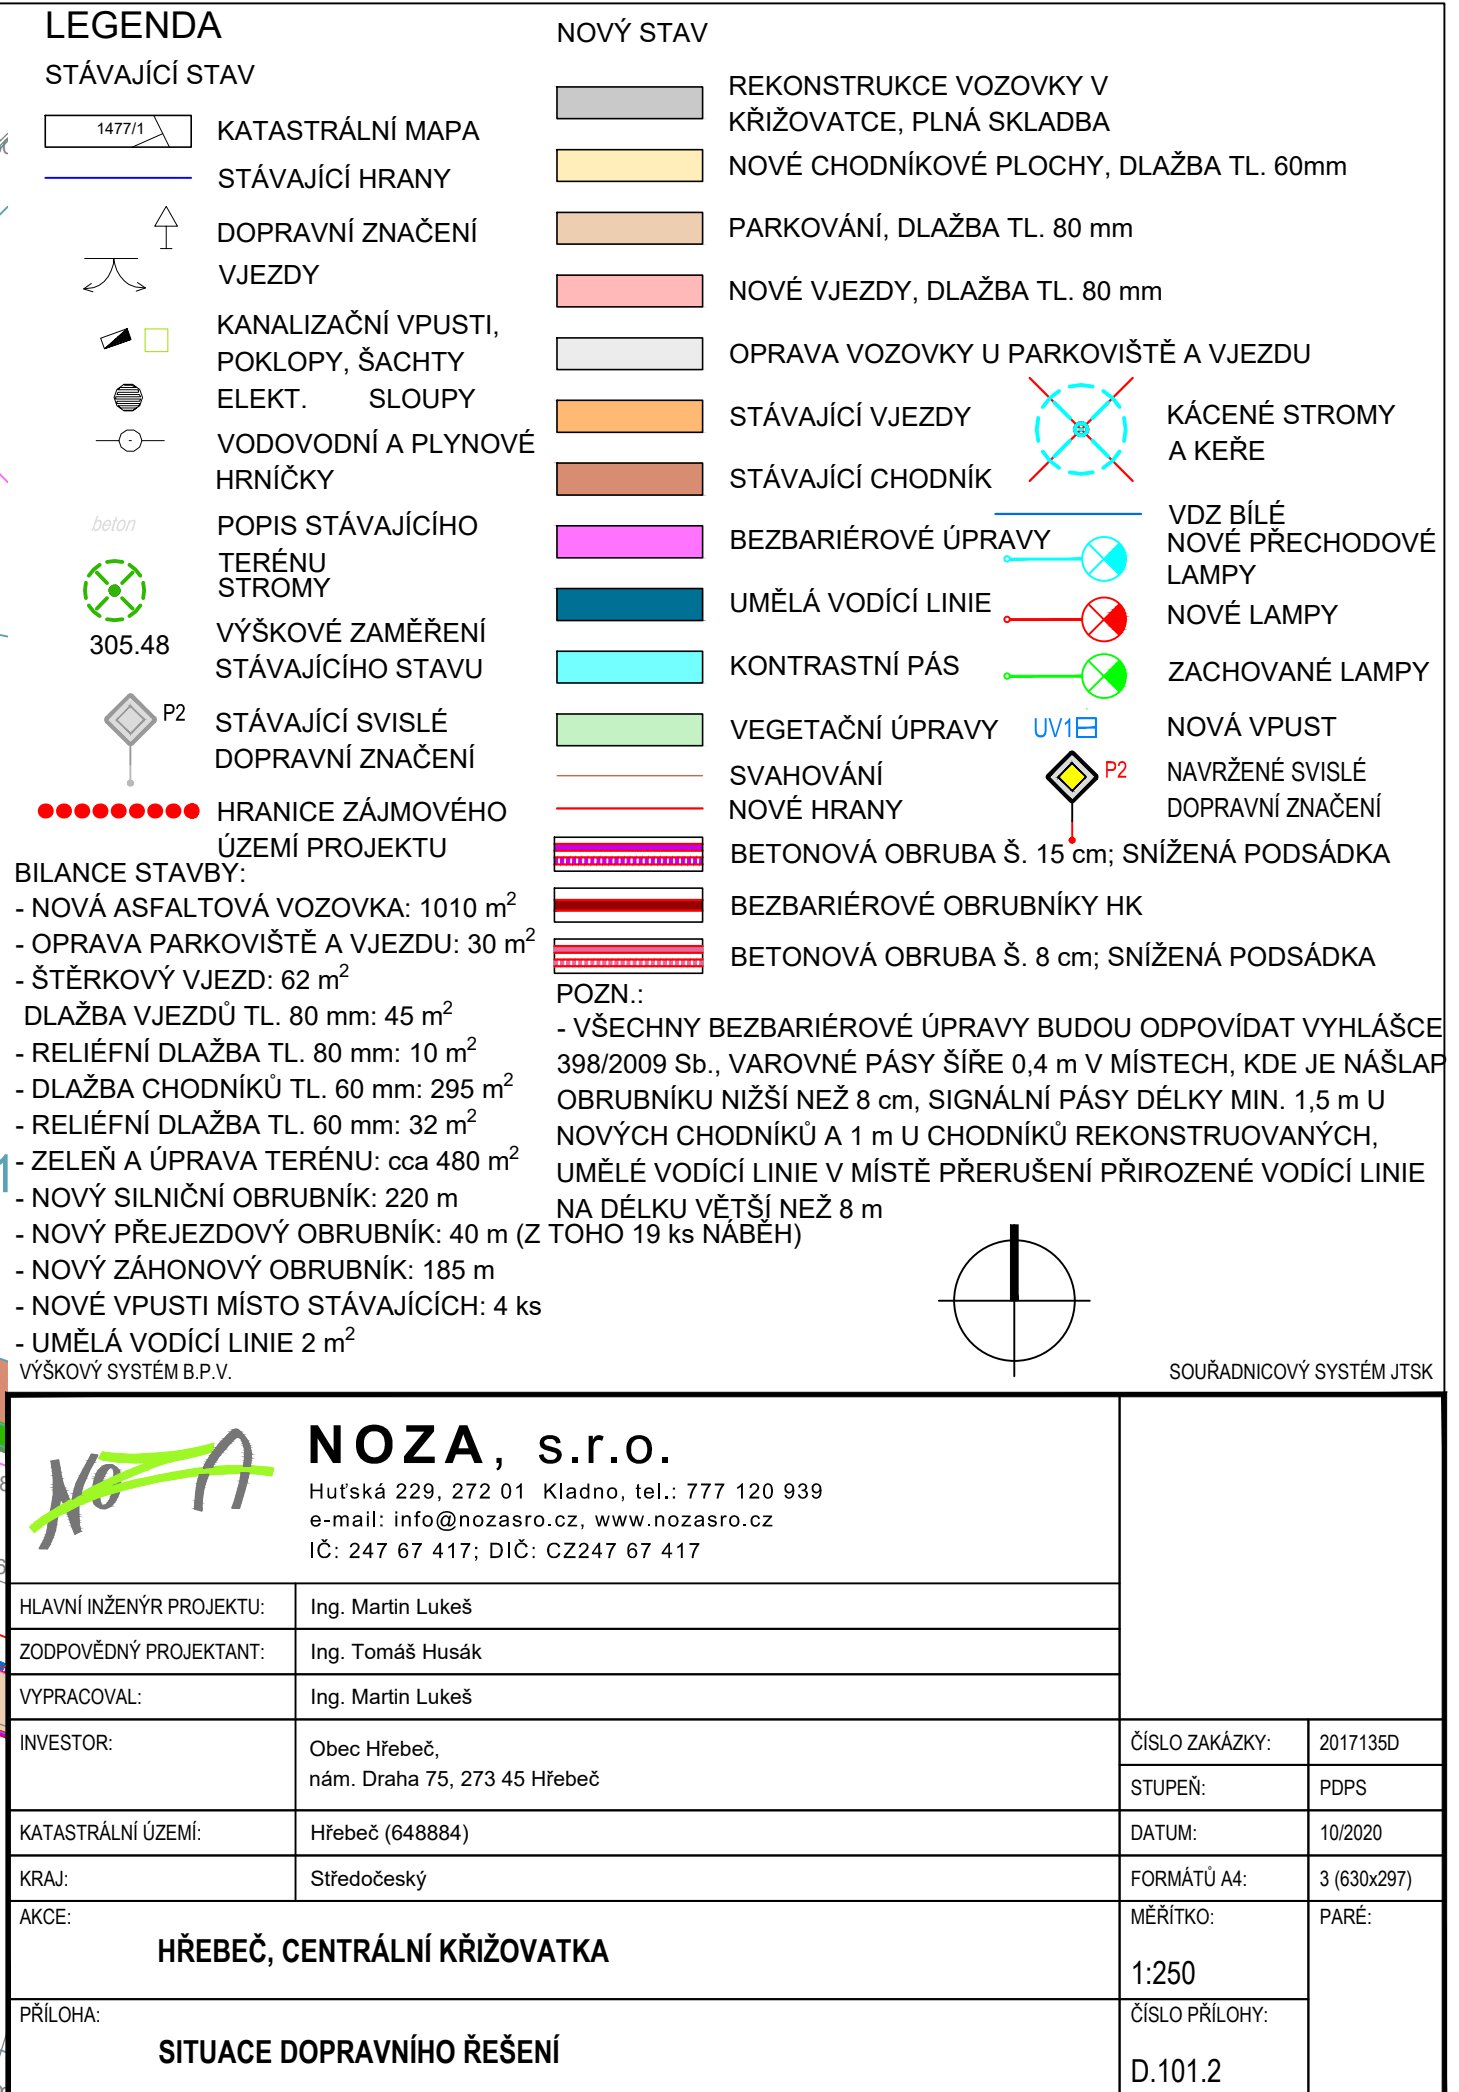 LEGENDA
STÁVAJÍCÍ STAV
1477/1
KATASTRÁLNÍ MAPA
STÁVAJÍCÍ HRANY
DOPRAVNÍ ZNAČENÍ
VJEZDY
KANALIZAČNÍ VPUSTI,
POKLOPY, ŠACHTY
ELEKT. SLOUPY
VODOVODNÍ A PLYNOVÉ
HRNÍČKY
beton
POPIS STÁVAJÍCÍHO
TERÉNU
STROMY
305.48
VÝŠKOVÉ ZAMĚŘENÍ
STÁVAJÍCÍHO STAVU
P2
STÁVAJÍCÍ SVISLÉ
DOPRAVNÍ ZNAČENÍ
HRANICE ZÁJMOVÉHO
ÚZEMÍ PROJEKTU
NOVÝ STAV
REKONSTRUKCE VOZOVKY V
KŘIŽOVATCE, PLNÁ SKLADBA
NOVÉ CHODNÍKOVÉ PLOCHY, DLAŽBA TL. 60mm
PARKOVÁNÍ, DLAŽBA TL. 80 mm
NOVÉ VJEZDY, DLAŽBA TL. 80 mm
OPRAVA VOZOVKY U PARKOVIŠTĚ A VJEZDU
STÁVAJÍCÍ VJEZDY
STÁVAJÍCÍ CHODNÍK
BEZBARIÉROVÉ ÚPRAVY
UMĚLÁ VODÍCÍ LINIE
KONTRASTNÍ PÁS
VEGETAČNÍ ÚPRAVY
SVAHOVÁNÍ
NOVÉ HRANY
KÁCENÉ STROMY
A KEŘE
VDZ BÍLÉ
NOVÉ PŘECHODOVÉ
LAMPY
NOVÉ LAMPY
ZACHOVANÉ LAMPY
UV1
NOVÁ VPUST
P2
NAVRŽENÉ SVISLÉ
DOPRAVNÍ ZNAČENÍ
BETONOVÁ OBRUBA Š. 15 cm; SNÍŽENÁ PODSÁDKA
BEZBARIÉROVÉ OBRUBNÍKY HK
BETONOVÁ OBRUBA Š. 8 cm; SNÍŽENÁ PODSÁDKA
POZN.:
- VŠECHNY BEZBARIÉROVÉ ÚPRAVY BUDOU ODPOVÍDAT VYHLÁŠCE
398/2009 Sb., VAROVNÉ PÁSY ŠÍŘE 0,4 m V MÍSTECH, KDE JE NÁŠLAP
OBRUBNÍKU NIŽŠÍ NEŽ 8 cm, SIGNÁLNÍ PÁSY DÉLKY MIN. 1,5 m U
NOVÝCH CHODNÍKŮ A 1 m U CHODNÍKŮ REKONSTRUOVANÝCH,
UMĚLÉ VODÍCÍ LINIE V MÍSTĚ PŘERUŠENÍ PŘIROZENÉ VODÍCÍ LINIE
NA DÉLKU VĚTŠÍ NEŽ 8 m
BILANCE STAVBY:
- NOVÁ ASFALTOVÁ VOZOVKA: 1010 m²
- OPRAVA PARKOVIŠTĚ A VJEZDU: 30 m²
- ŠTĚRKOVÝ VJEZD: 62 m²
DLAŽBA VJEZDŮ TL. 80 mm: 45 m²
- RELIÉFNÍ DLAŽBA TL. 80 mm: 10 m²
- DLAŽBA CHODNÍKŮ TL. 60 mm: 295 m²
- RELIÉFNÍ DLAŽBA TL. 60 mm: 32 m²
- ZELEŇ A ÚPRAVA TERÉNU: cca 480 m²
- NOVÝ SILNIČNÍ OBRUBNÍK: 220 m
- NOVÝ PŘEJEZDOVÝ OBRUBNÍK: 40 m (Z TOHO 19 ks NÁBĚH)
- NOVÝ ZÁHONOVÝ OBRUBNÍK: 185 m
- NOVÉ VPUSTI MÍSTO STÁVAJÍCÍCH: 4 ks
- UMĚLÁ VODÍCÍ LINIE 2 m²
VÝŠKOVÝ SYSTÉM B.P.V.
SOUŘADNICOVÝ SYSTÉM JTSK
NOZA
NOZA, s.r.o.
Huťská 229, 272 01 Kladno, tel.: 777 120 939
e-mail: info@nozasro.cz, www.nozasro.cz
IČ: 247 67 417; DIČ: CZ247 67 417
HLAVNÍ INŽENÝR PROJEKTU: Ing. Martin Lukeš
ZODPOVĚDNÝ PROJEKTANT: Ing. Tomáš Husák
VYPRACOVAL: Ing. Martin Lukeš
INVESTOR: Obec Hřebeč,
nám. Draha 75, 273 45 Hřebeč
ČÍSLO ZAKÁZKY: 2017135D
STUPEŇ: PDPS
KATASTRÁLNÍ ÚZEMÍ: Hřebeč (648884)
DATUM: 10/2020
KRAJ: Středočeský
FORMÁTŮ A4: 3 (630x297)
AKCE:
HŘEBEČ, CENTRÁLNÍ KŘIŽOVATKA
MĚŘÍTKO:
1:250
PARÉ:
PŘÍLOHA:
SITUACE DOPRAVNÍHO ŘEŠENÍ
ČÍSLO PŘÍLOHY:
D.101.2